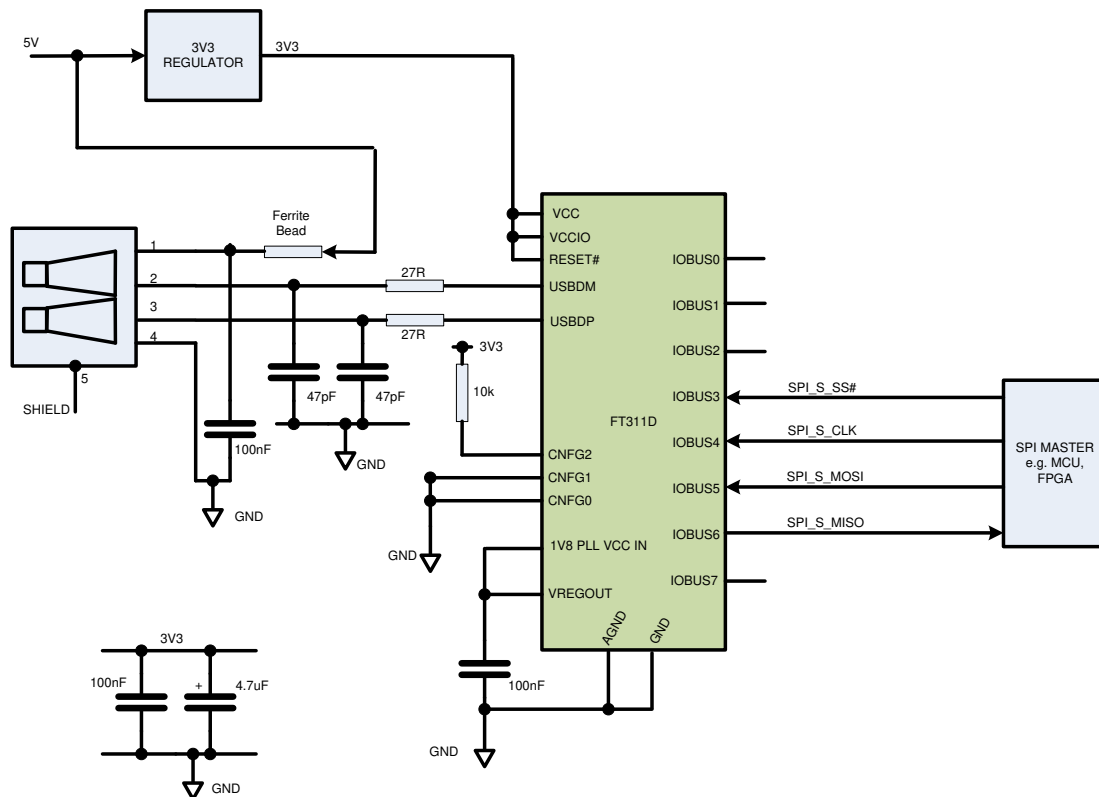 5V
3V3
REGULATOR
3V3
Ferrite
Bead
1
2
3
4
5
SHIELD
27R
27R
47pF
47pF
GND
100nF
GND
3V3
10k
VCC
VCCIO
RESET#
USBDM
USBDP
FT311D
CNFG2
CNFG1
CNFG0
GND
1V8 PLL VCC IN
VREGOUT
AGND
GND
100nF
GND
IOBUS0
IOBUS1
IOBUS2
IOBUS3
IOBUS4
IOBUS5
IOBUS6
IOBUS7
SPI_S_SS#
SPI_S_CLK
SPI_S_MOSI
SPI_S_MISO
SPI MASTER
e.g. MCU,
FPGA
3V3
100nF
+
4.7uF
GND